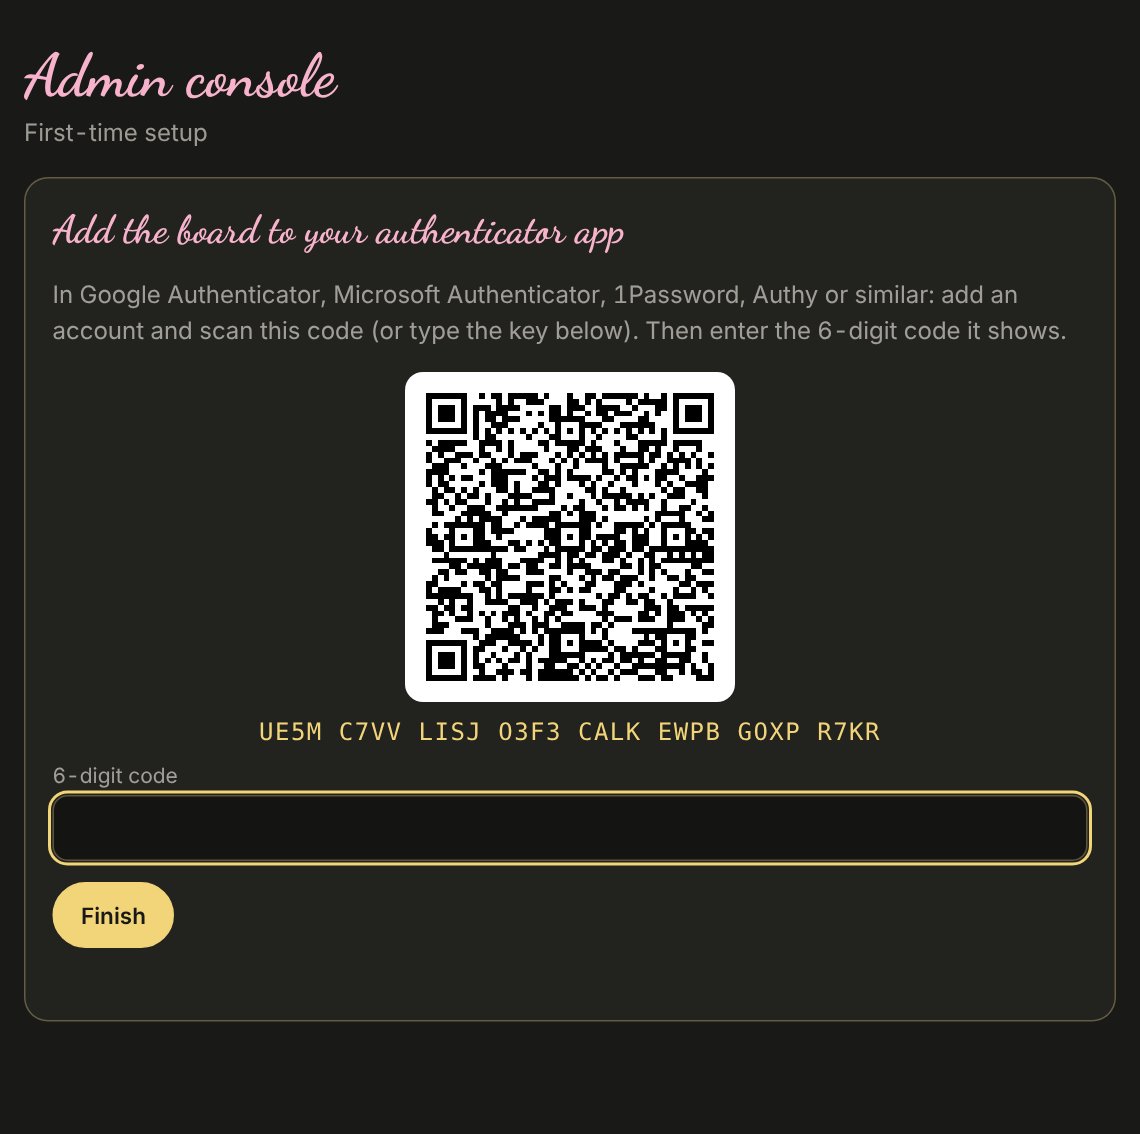 Admin console
First-time setup
Add the board to your authenticator app
In Google Authenticator, Microsoft Authenticator, 1Password, Authy or similar: add an
account and scan this code (or type the key below). Then enter the 6-digit code it shows.
UE5M C7VV LISJ O3F3 CALK EWPB GOXP R7KR
6-digit code
Finish